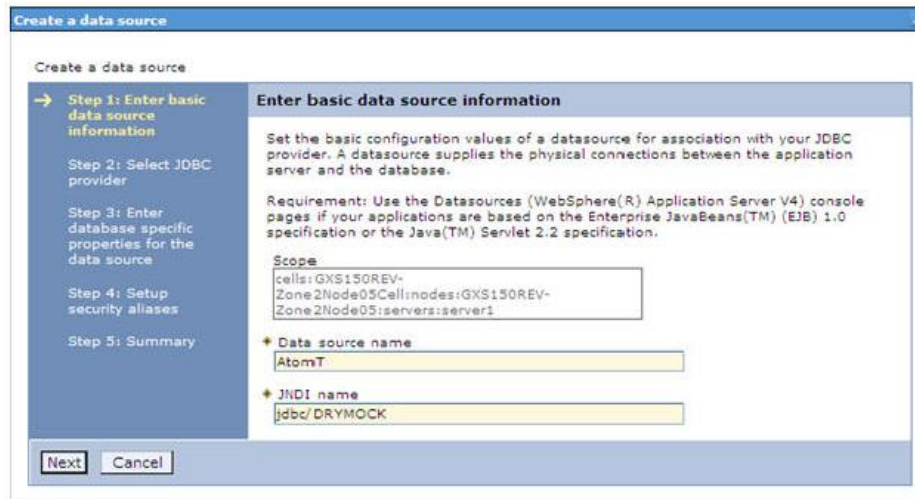 Create a data source
Create a data source
Step 1: Enter basic
data source
information
Step 2: Select JDBC
provider
Step 3: Enter
database specific
properties for the
data source
Step 4: Setup
security aliases
Step 5: Summary
Enter basic data source information
Set the basic configuration values of a datasource for association with your JDBC
provider. A datasource supplies the physical connections between the application
server and the database.
Requirement: Use the Datasources (WebSphere(R) Application Server V4) console
pages if your applications are based on the Enterprise JavaBeans(TM) (EJB) 1.0
specification or the Java(TM) Servlet 2.2 specification.
Scope
cells:GXS150REV-
Zone2Node05Cell:nodes:GXS150REV-
Zone2Node05:servers:server1
Data source name
AtomT
JNDI name
jdbc/DRYMOCK
Next
Cancel